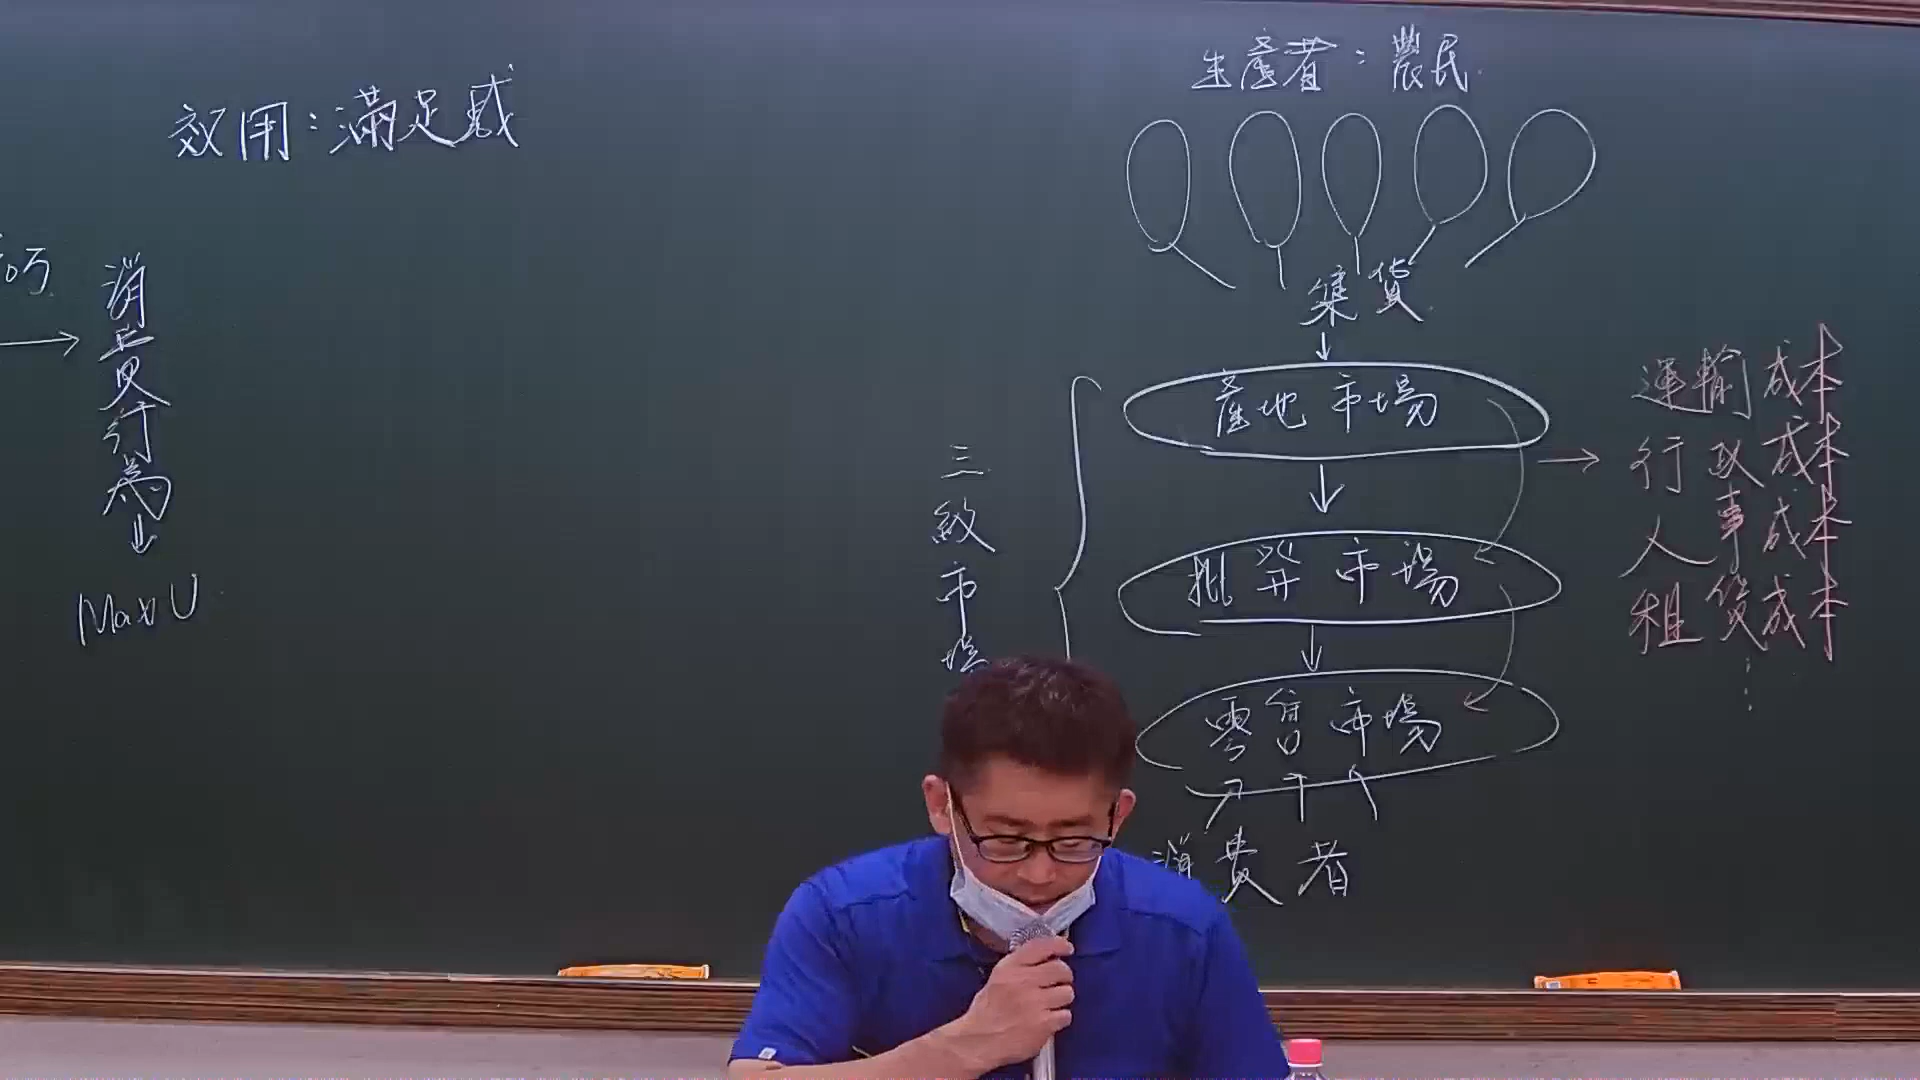 效用：滿足感
消費行為
Max U
生產者：農民
集貨
產地市場
批発市場
零售市場
消費者
三級市場
運輸成本
行政成本
人事成本
租賃成本
⋮